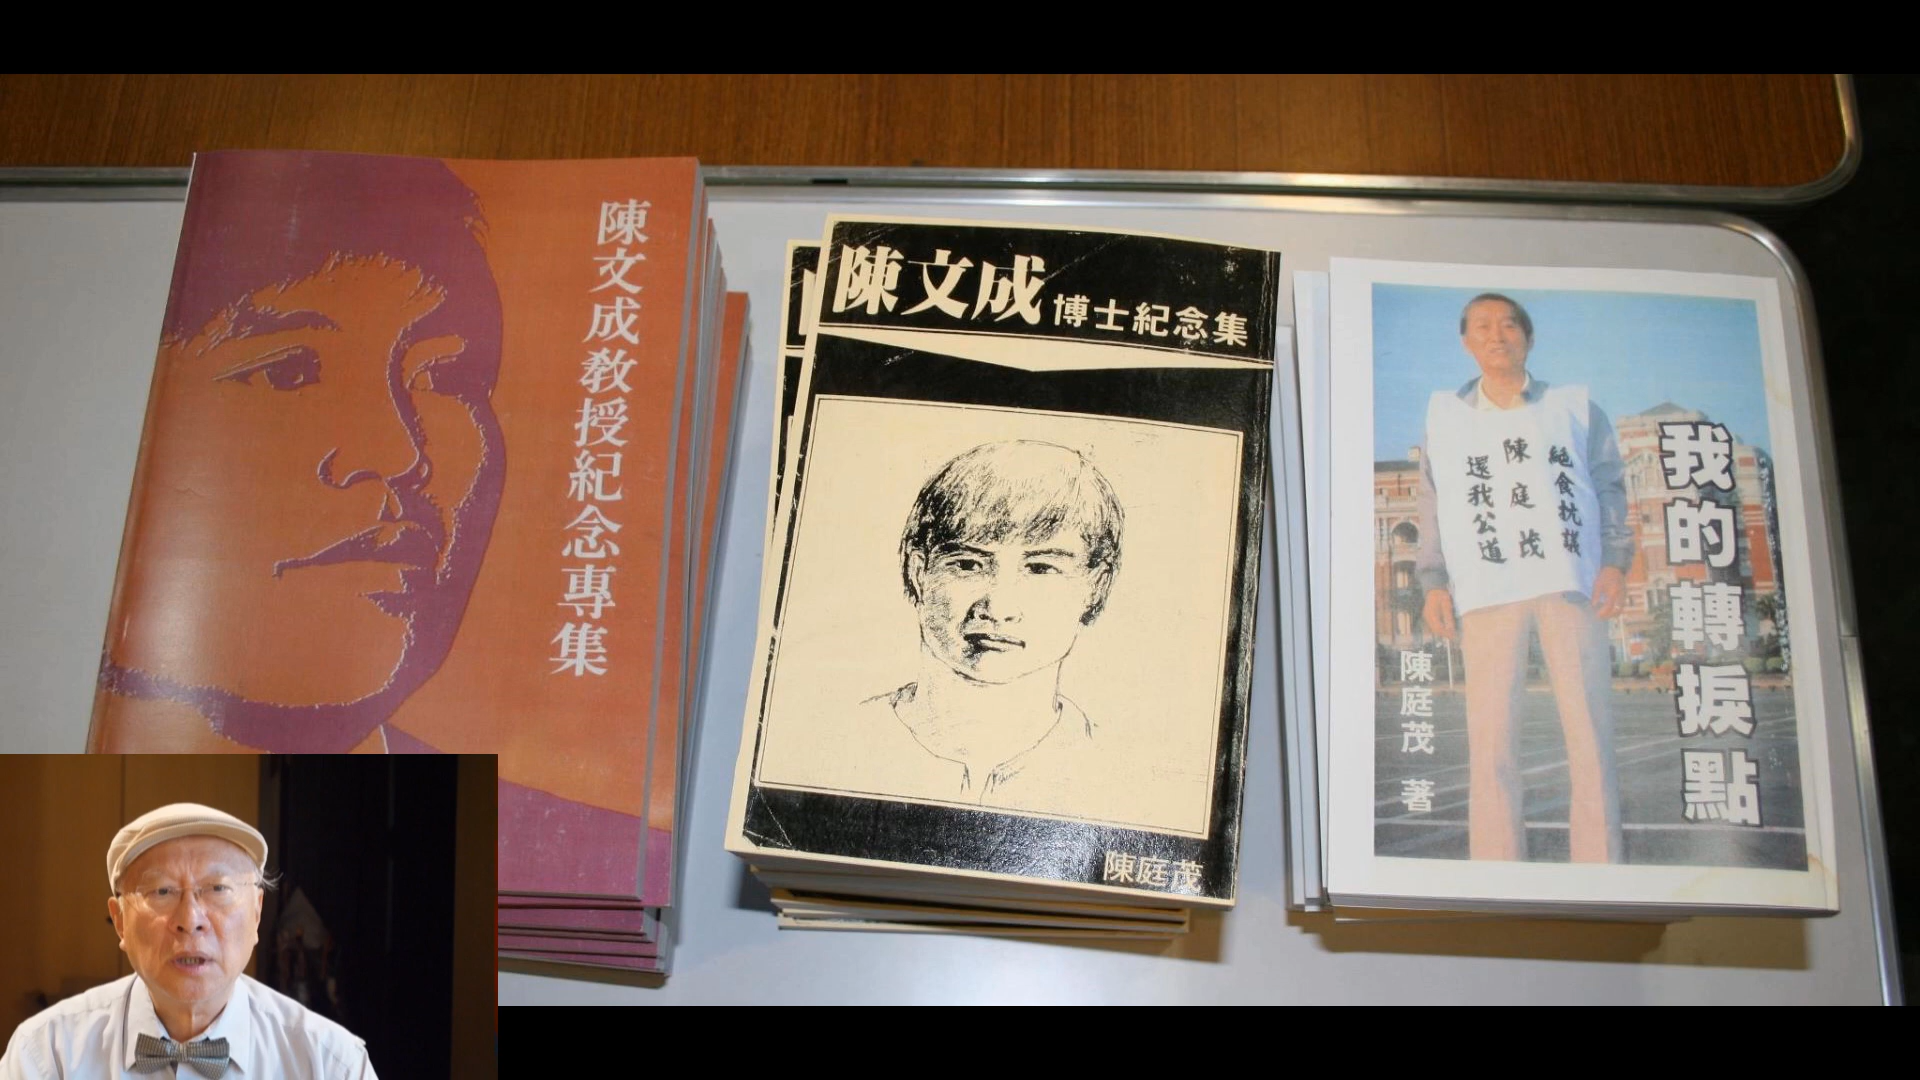 陳文成教授紀念專集
陳文成博士紀念集
陳庭茂
絕食抗議
陳庭茂
還我公道
我的轉捩點
陳庭茂 著